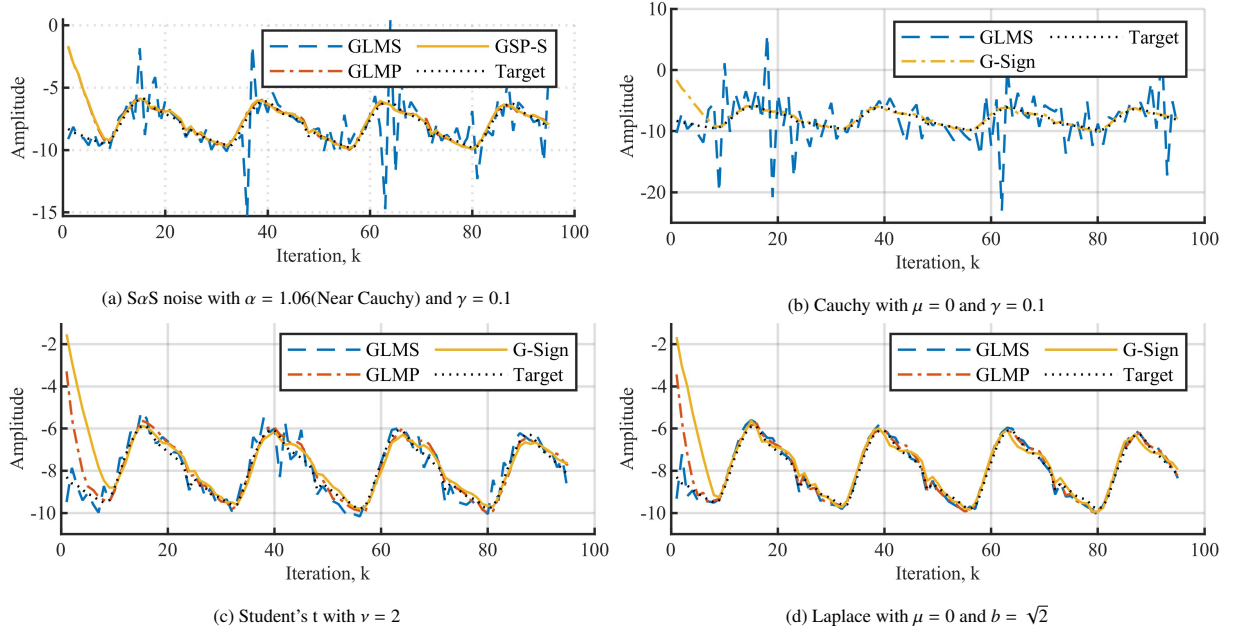 0
-5
-10
-15
Amplitude
GLMS
GSP-S
GLMP
Target
0
20
40
60
80
100
Iteration, k
(a) SαS noise with α = 1.06(Near Cauchy) and γ = 0.1
10
0
-10
-20
Amplitude
GLMS
Target
G-Sign
0
20
40
60
80
100
Iteration, k
(b) Cauchy with μ = 0 and γ = 0.1
-2
-4
-6
-8
-10
Amplitude
GLMS
G-Sign
GLMP
Target
0
20
40
60
80
100
Iteration, k
(c) Student's t with ν = 2
-2
-4
-6
-8
-10
Amplitude
GLMS
G-Sign
GLMP
Target
0
20
40
60
80
100
Iteration, k
(d) Laplace with μ = 0 and b = √2